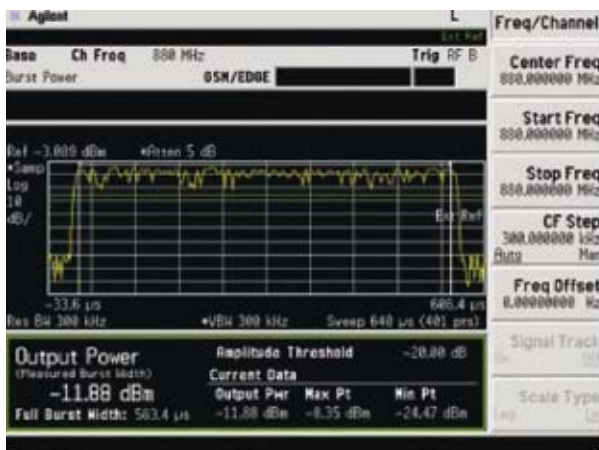 Agilent L Freq/Channel
Ext Ref
Base Ch Freq 880 MHz Trig RF B
Burst Power GSM/EDGE
Center Freq
880.000000 MHz
Start Freq
880.000000 MHz
Stop Freq
880.000000 MHz
CF Step
300.000000 kHz
Auto Man
Freq Offset
0.00000000 Hz
Signal Track
On
Scale Type
Log
Ref -3.089 dBm *Atten 5 dB
*Samp
Log
10
dB/
Ext Ref
-33.6 µs 606.4 µs
Res BW 300 kHz *VBW 300 kHz Sweep 640 µs (401 pts)
Output Power Amplitude Threshold -20.00 dB
(Measured Burst Width) Current Data
-11.88 dBm Output Pwr Max Pt Min Pt
Full Burst Width: 563.4 µs -11.88 dBm -8.35 dBm -24.47 dBm